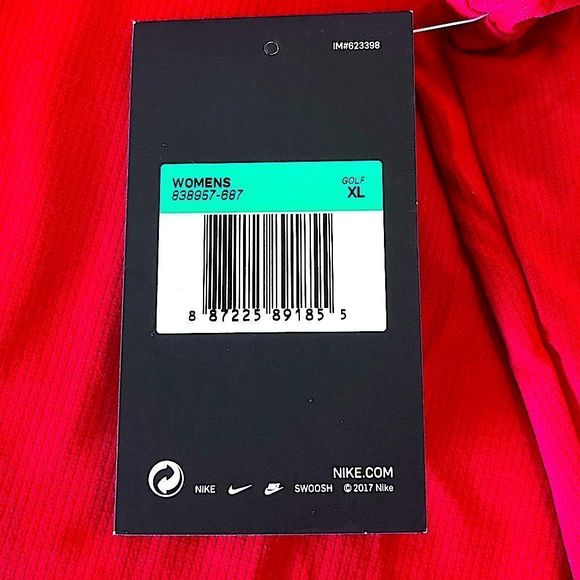 IM#623398
WOMENS
838957-687
GOLF
XL
8 87225 89185 5
NIKE.COM
NIKE SWOOSH © 2017 Nike